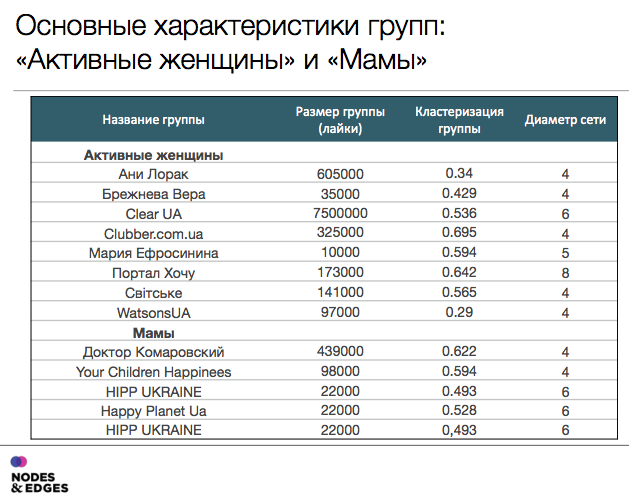 Основные характеристики групп:
«Активные женщины» и «Мамы»
Название группы Размер группы (лайки) Кластеризация группы Диаметр сети
Активные женщины
Ани Лорак 605000 0.34 4
Брежнева Вера 35000 0.429 4
Clear UA 7500000 0.536 6
Clubber.com.ua 325000 0.695 4
Мария Ефросинина 10000 0.594 5
Портал Хочу 173000 0.642 8
Світське 141000 0.565 4
WatsonsUA 97000 0.29 4
Мамы
Доктор Комаровский 439000 0.622 4
Your Children Happinees 98000 0.594 4
HIPP UKRAINE 22000 0.493 6
Happy Planet Ua 22000 0.528 6
HIPP UKRAINE 22000 0,493 6
NODES
& EDGES